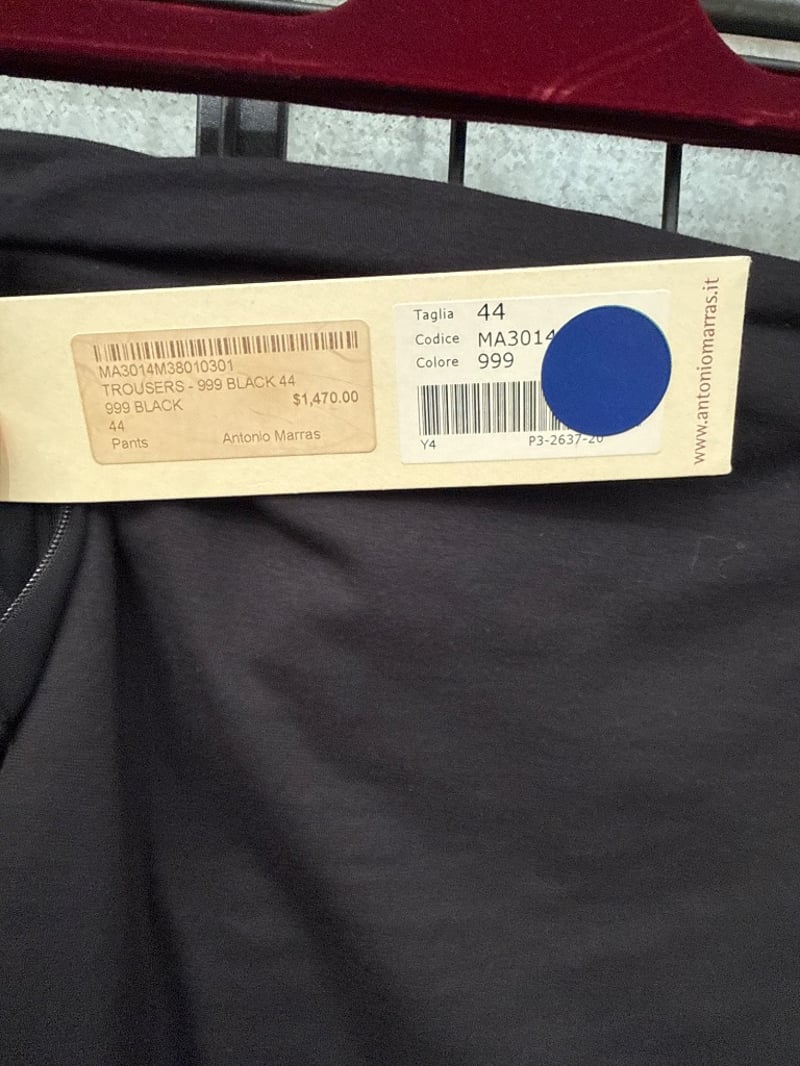 MA3014M38010301
TROUSERS - 999 BLACK 44
999 BLACK
$1,470.00
44
Pants
Antonio Marras
Taglia 44
Codice MA3014
Colore 999
Y4
P3-2637-20
www.antoniomarras.it